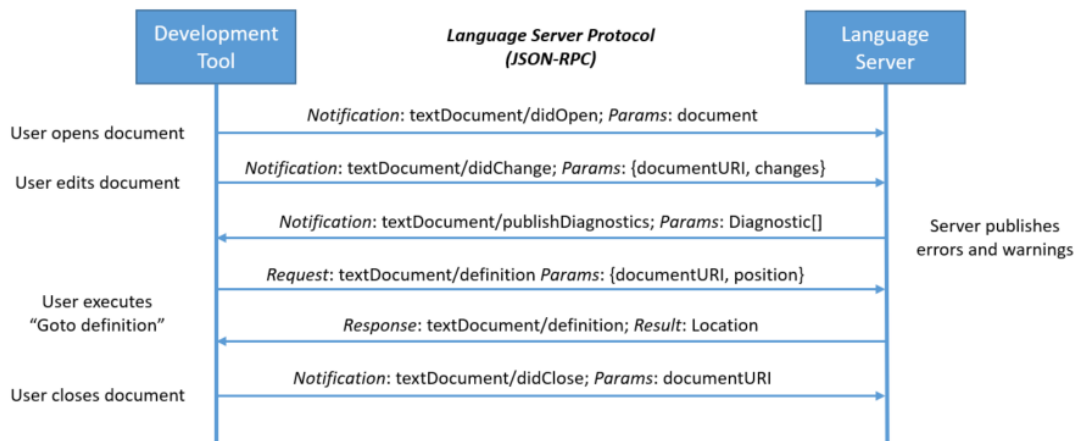 Development
Tool
Language Server Protocol
(JSON-RPC)
Language
Server
Notification: textDocument/didOpen; Params: document
User opens document
Notification: textDocument/didChange; Params: {documentURI, changes}
User edits document
Notification: textDocument/publishDiagnostics; Params: Diagnostic[]
Server publishes
errors and warnings
Request: textDocument/definition Params: {documentURI, position}
User executes
“Goto definition”
Response: textDocument/definition; Result: Location
Notification: textDocument/didClose; Params: documentURI
User closes document